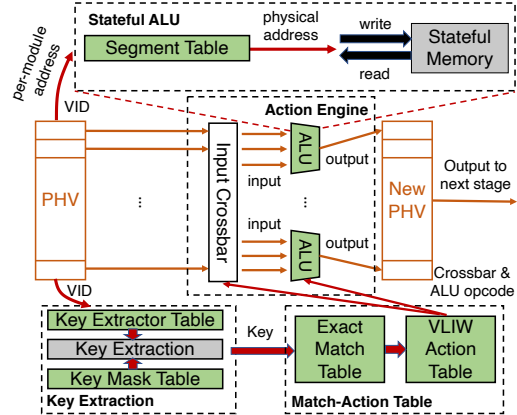 Stateful ALU
Segment Table
physical
address
write
read
Stateful
Memory
per-module
address
VID
Action Engine
PHV
...
Input Crossbar
input
ALU
output
...
input
ALU
output
New
PHV
Output to
next stage
Crossbar &
ALU opcode
VID
Key Extractor Table
Key Extraction
Key Mask Table
Key Extraction
Key
Exact
Match
Table
VLIW
Action
Table
Match-Action Table